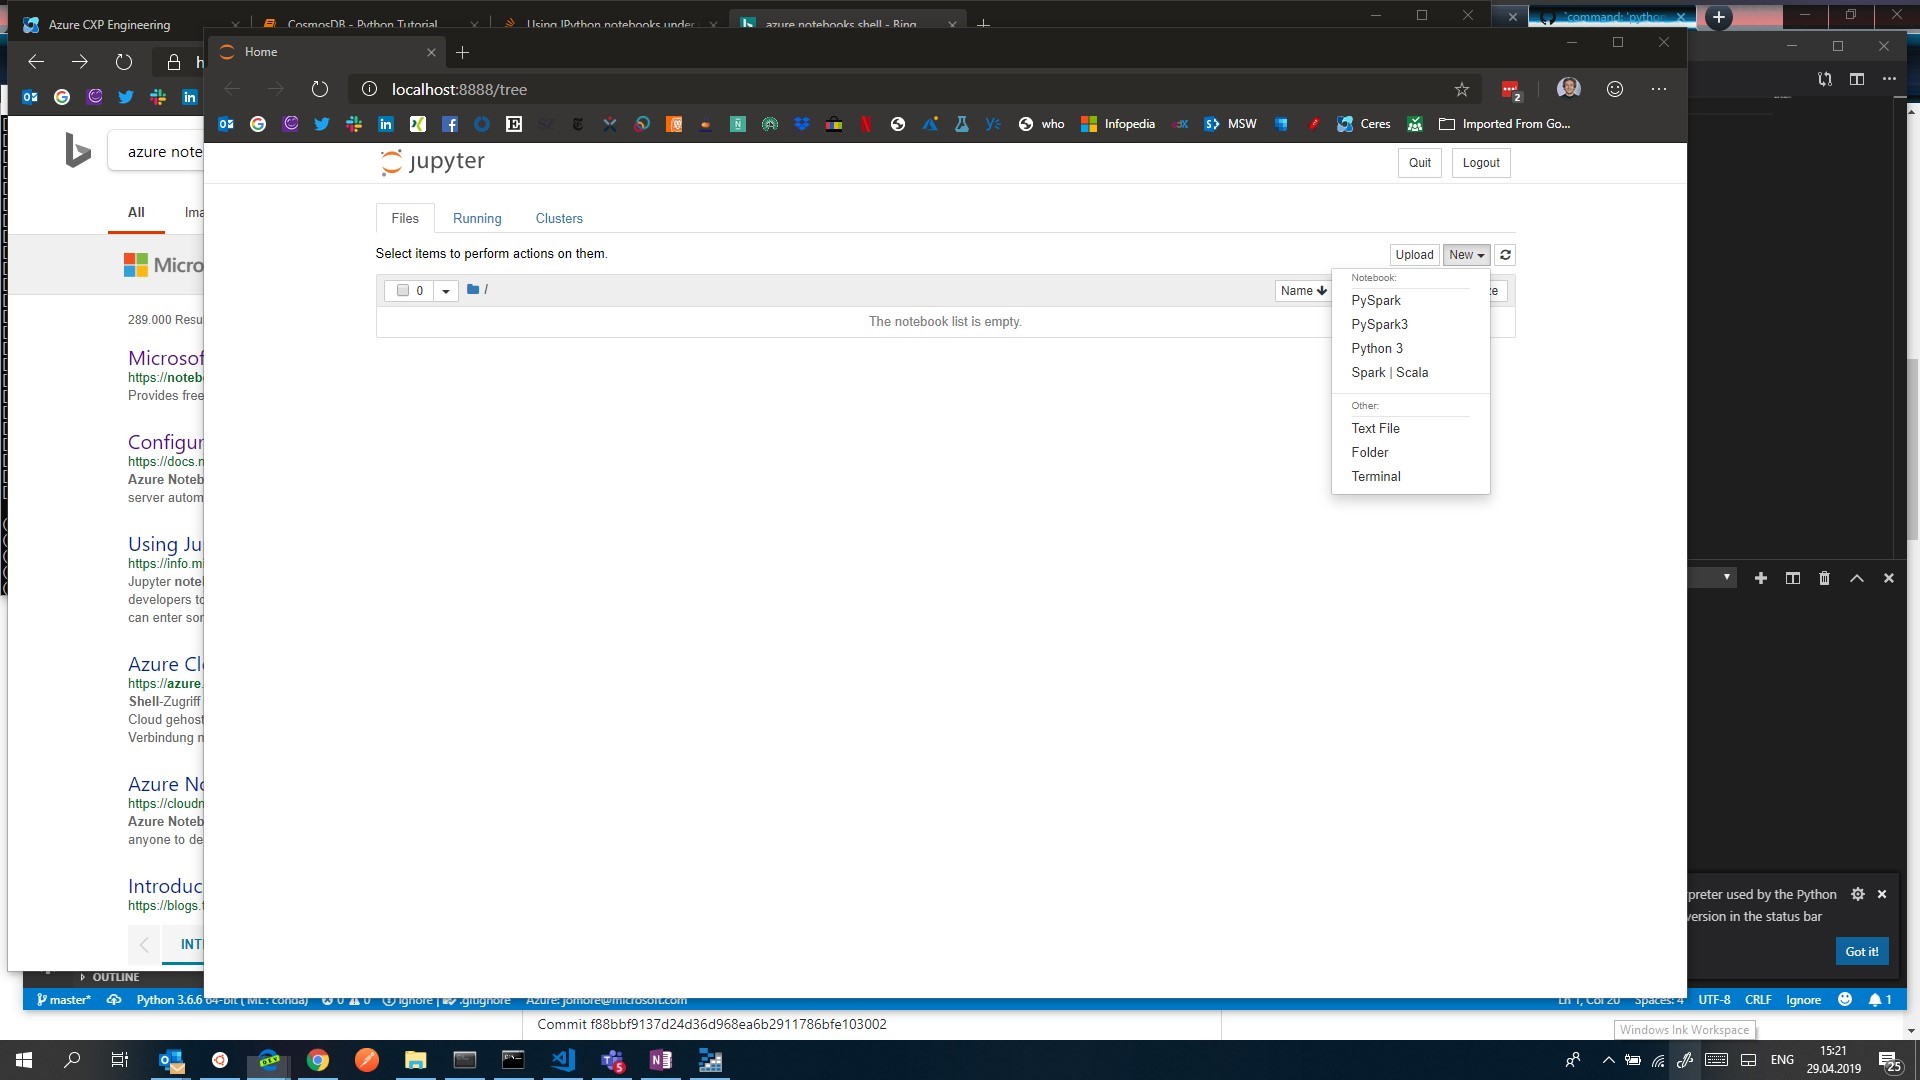 Azure CXP Engineering
CosmosDB - Python Tutorial
Using IPython notebooks under
azure notebooks shell - Bing
`command: 'python
Home
localhost:8888/tree
who
Infopedia
MSW
Ceres
Imported From Go...
azure note
All
Ima
Micro
289.000 Resu
Microsof
https://noteb
Provides free
Configur
https://docs.n
Azure Noteb
server autom
Using Ju
https://info.mi
Jupyter noteb
developers to
can enter som
Azure Clo
https://azure.
Shell-Zugriff
Cloud gehost
Verbindung m
Azure No
https://cloudn
Azure Noteb
anyone to de
Introduc
https://blogs.t
INT
jupyter
Quit
Logout
Files
Running
Clusters
Select items to perform actions on them.
Upload
New
0
/
Name
The notebook list is empty.
Notebook:
PySpark
PySpark3
Python 3
Spark | Scala
Other:
Text File
Folder
Terminal
preter used by the Python
version in the status bar
Got it!
OUTLINE
master*
Python 3.6.6 64-bit ('ML': conda)
0
0
Ignore
.gitignore
Azure: jomore@microsoft.com
Ln 1, Col 20
Spaces: 4
UTF-8
CRLF
Ignore
1
Commit f88bbf9137d24d36d968ea6b2911786bfe103002
Windows Ink Workspace
ENG
15:21
29.04.2019
25